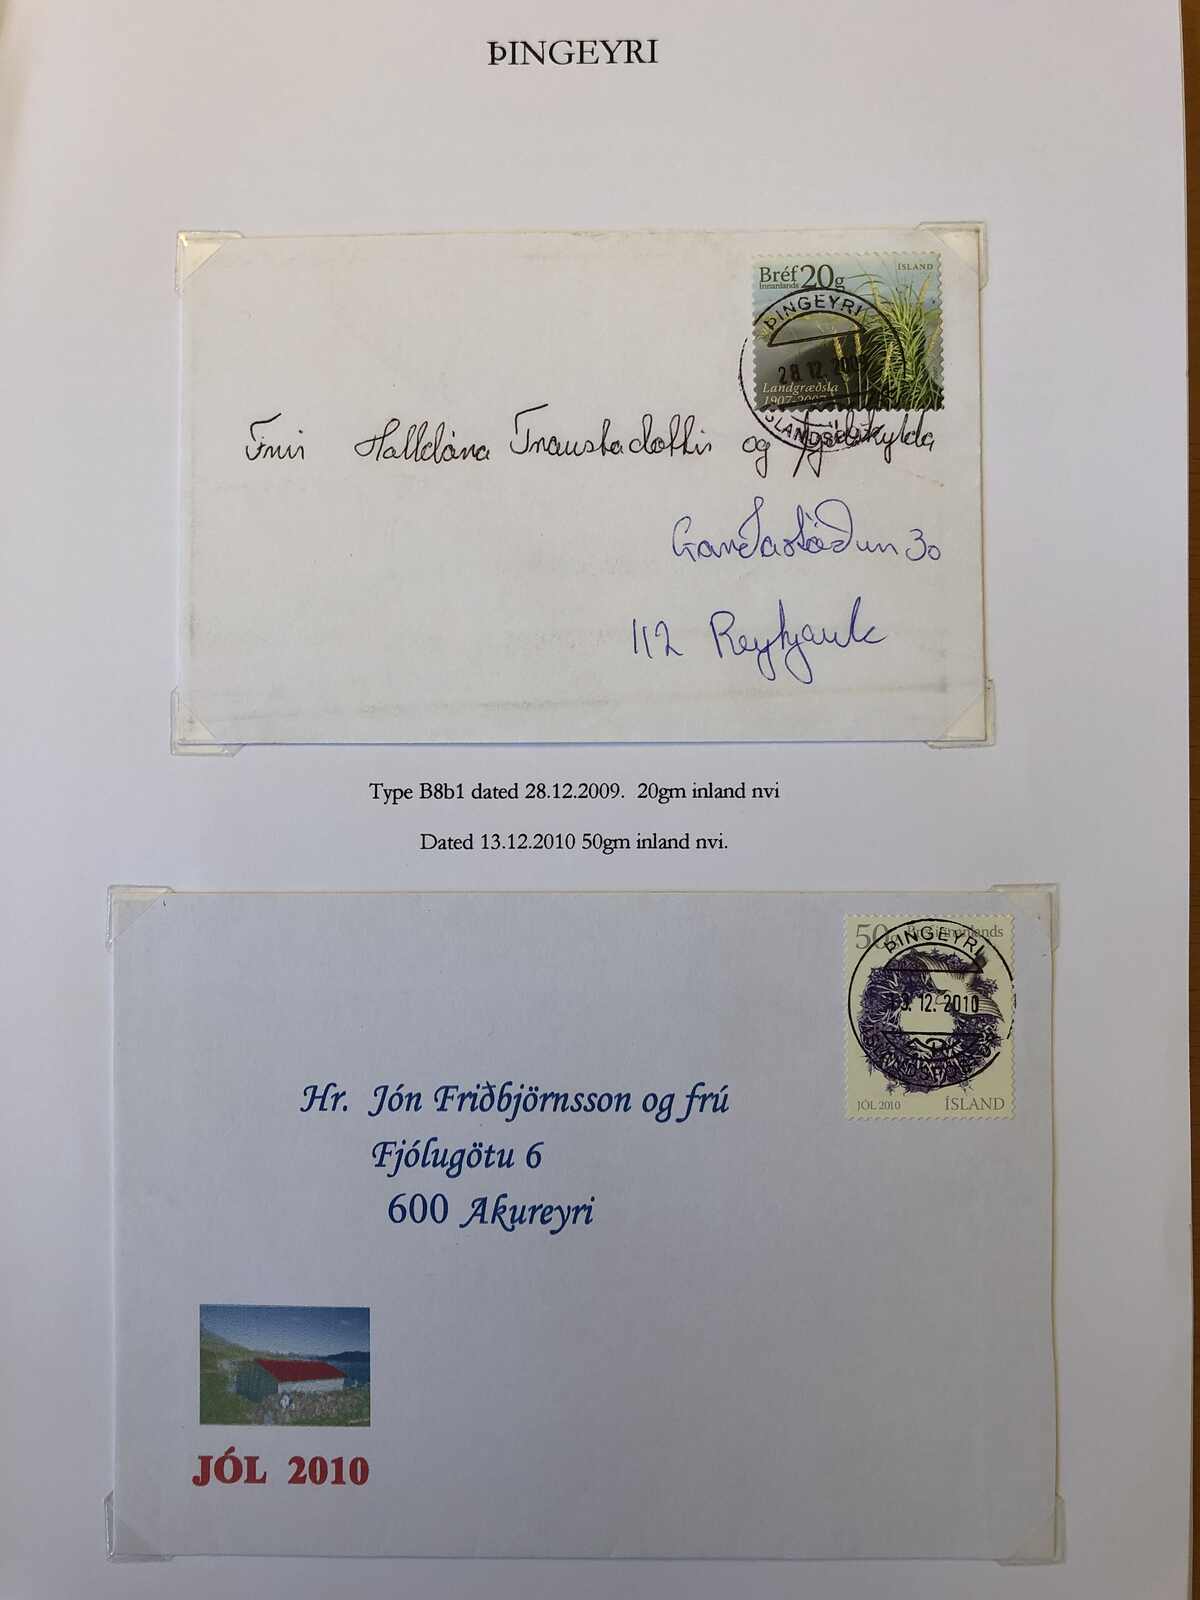 ÞINGEYRI
Bréf 20g
Innanlands
ÍSLAND
ÞINGEYRI
28.12.2009
Landgræðsla
1907-2007
Frú Halldóra Traustadóttir og fjölskylda
Garðastaðum 30
112 Reykjavík
Type B8b1 dated 28.12.2009. 20gm inland nvi
Dated 13.12.2010 50gm inland nvi.
50g Bréf innanlands
ÞINGEYRI
13. 12. 2010
JÓL 2010
ÍSLAND
Hr. Jón Friðbjörnsson og frú
Fjólugötu 6
600 Akureyri
JÓL 2010